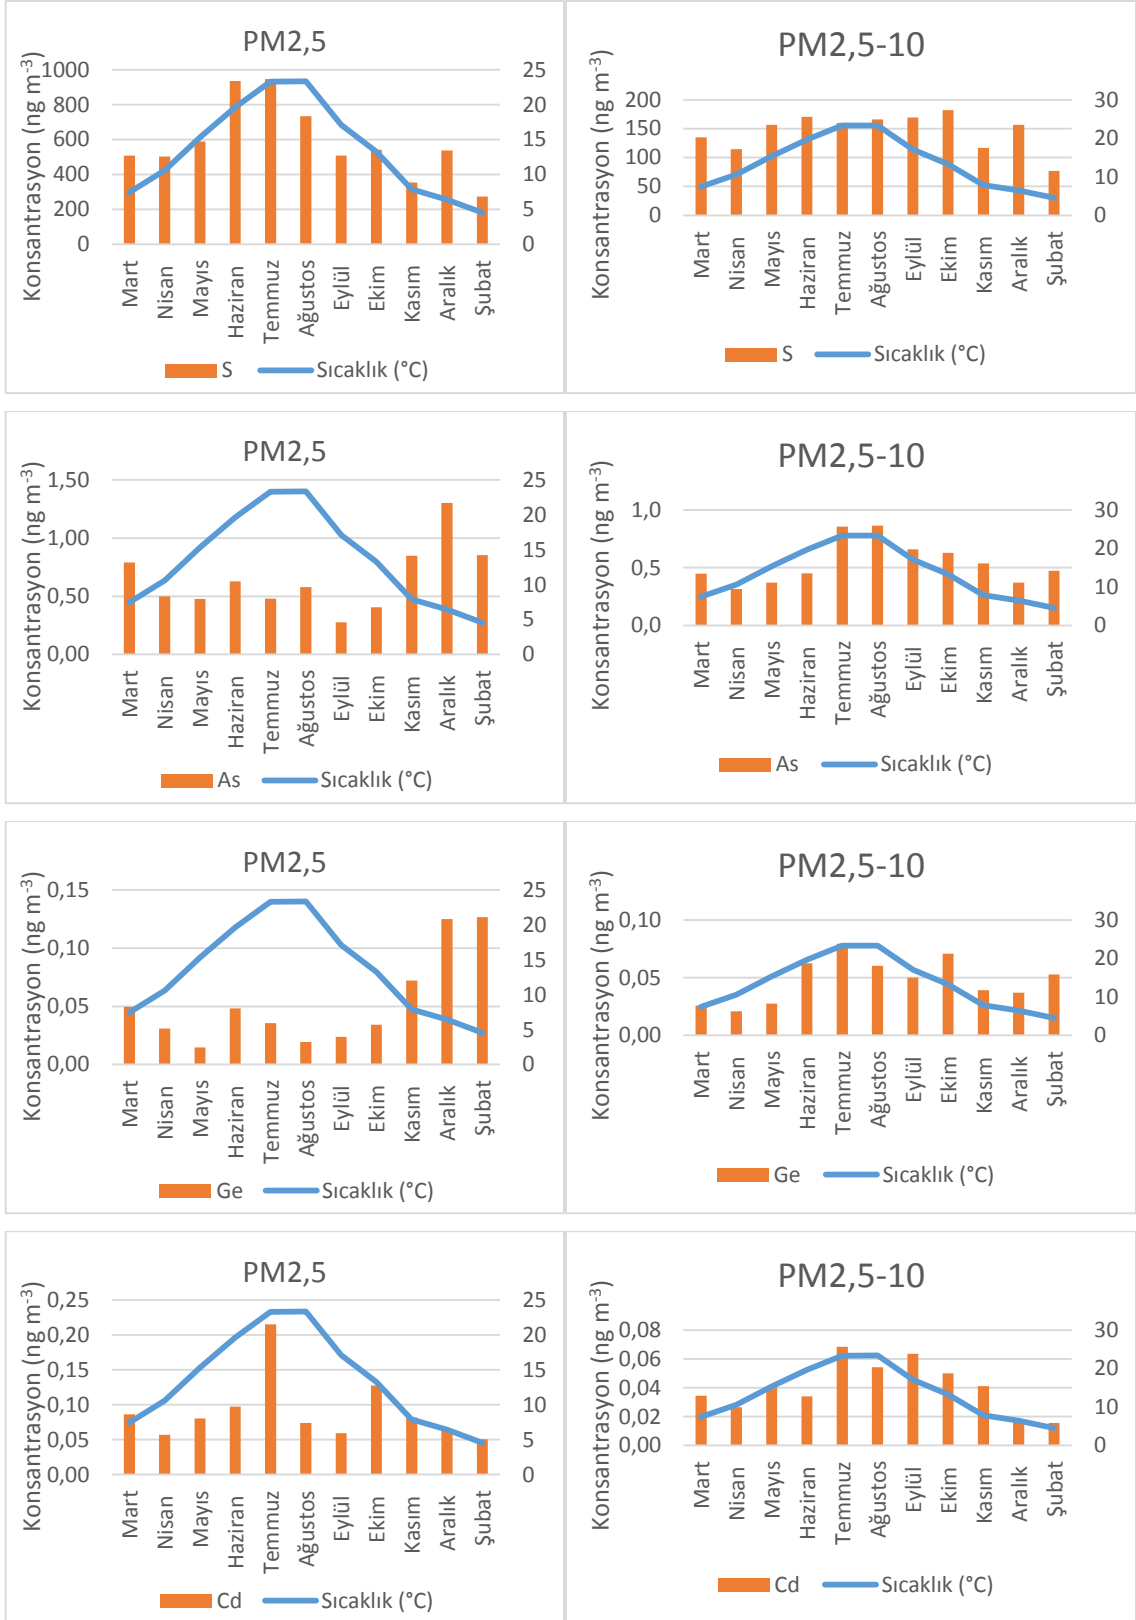 PM2,5
Konsantrasyon (ng m⁻³)
1000
800
600
400
200
0
25
20
15
10
5
0
Mart
Nisan
Mayıs
Haziran
Temmuz
Ağustos
Eylül
Ekim
Kasım
Aralık
Şubat
S Sıcaklık (°C)
PM2,5-10
Konsantrasyon (ng m⁻³)
200
150
100
50
0
30
20
10
0
Mart
Nisan
Mayıs
Haziran
Temmuz
Ağustos
Eylül
Ekim
Kasım
Aralık
Şubat
S Sıcaklık (°C)
PM2,5
Konsantrasyon (ng m⁻³)
1,50
1,00
0,50
0,00
25
20
15
10
5
0
Mart
Nisan
Mayıs
Haziran
Temmuz
Ağustos
Eylül
Ekim
Kasım
Aralık
Şubat
As Sıcaklık (°C)
PM2,5-10
Konsantrasyon (ng m⁻³)
1,0
0,5
0,0
30
20
10
0
Mart
Nisan
Mayıs
Haziran
Temmuz
Ağustos
Eylül
Ekim
Kasım
Aralık
Şubat
As Sıcaklık (°C)
PM2,5
Konsantrasyon (ng m⁻³)
0,15
0,10
0,05
0,00
25
20
15
10
5
0
Mart
Nisan
Mayıs
Haziran
Temmuz
Ağustos
Eylül
Ekim
Kasım
Aralık
Şubat
Ge Sıcaklık (°C)
PM2,5-10
Konsantrasyon (ng m⁻³)
0,10
0,05
0,00
30
20
10
0
Mart
Nisan
Mayıs
Haziran
Temmuz
Ağustos
Eylül
Ekim
Kasım
Aralık
Şubat
Ge Sıcaklık (°C)
PM2,5
Konsantrasyon (ng m⁻³)
0,25
0,20
0,15
0,10
0,05
0,00
25
20
15
10
5
0
Mart
Nisan
Mayıs
Haziran
Temmuz
Ağustos
Eylül
Ekim
Kasım
Aralık
Şubat
Cd Sıcaklık (°C)
PM2,5-10
Konsantrasyon (ng m⁻³)
0,08
0,06
0,04
0,02
0,00
30
20
10
0
Mart
Nisan
Mayıs
Haziran
Temmuz
Ağustos
Eylül
Ekim
Kasım
Aralık
Şubat
Cd Sıcaklık (°C)